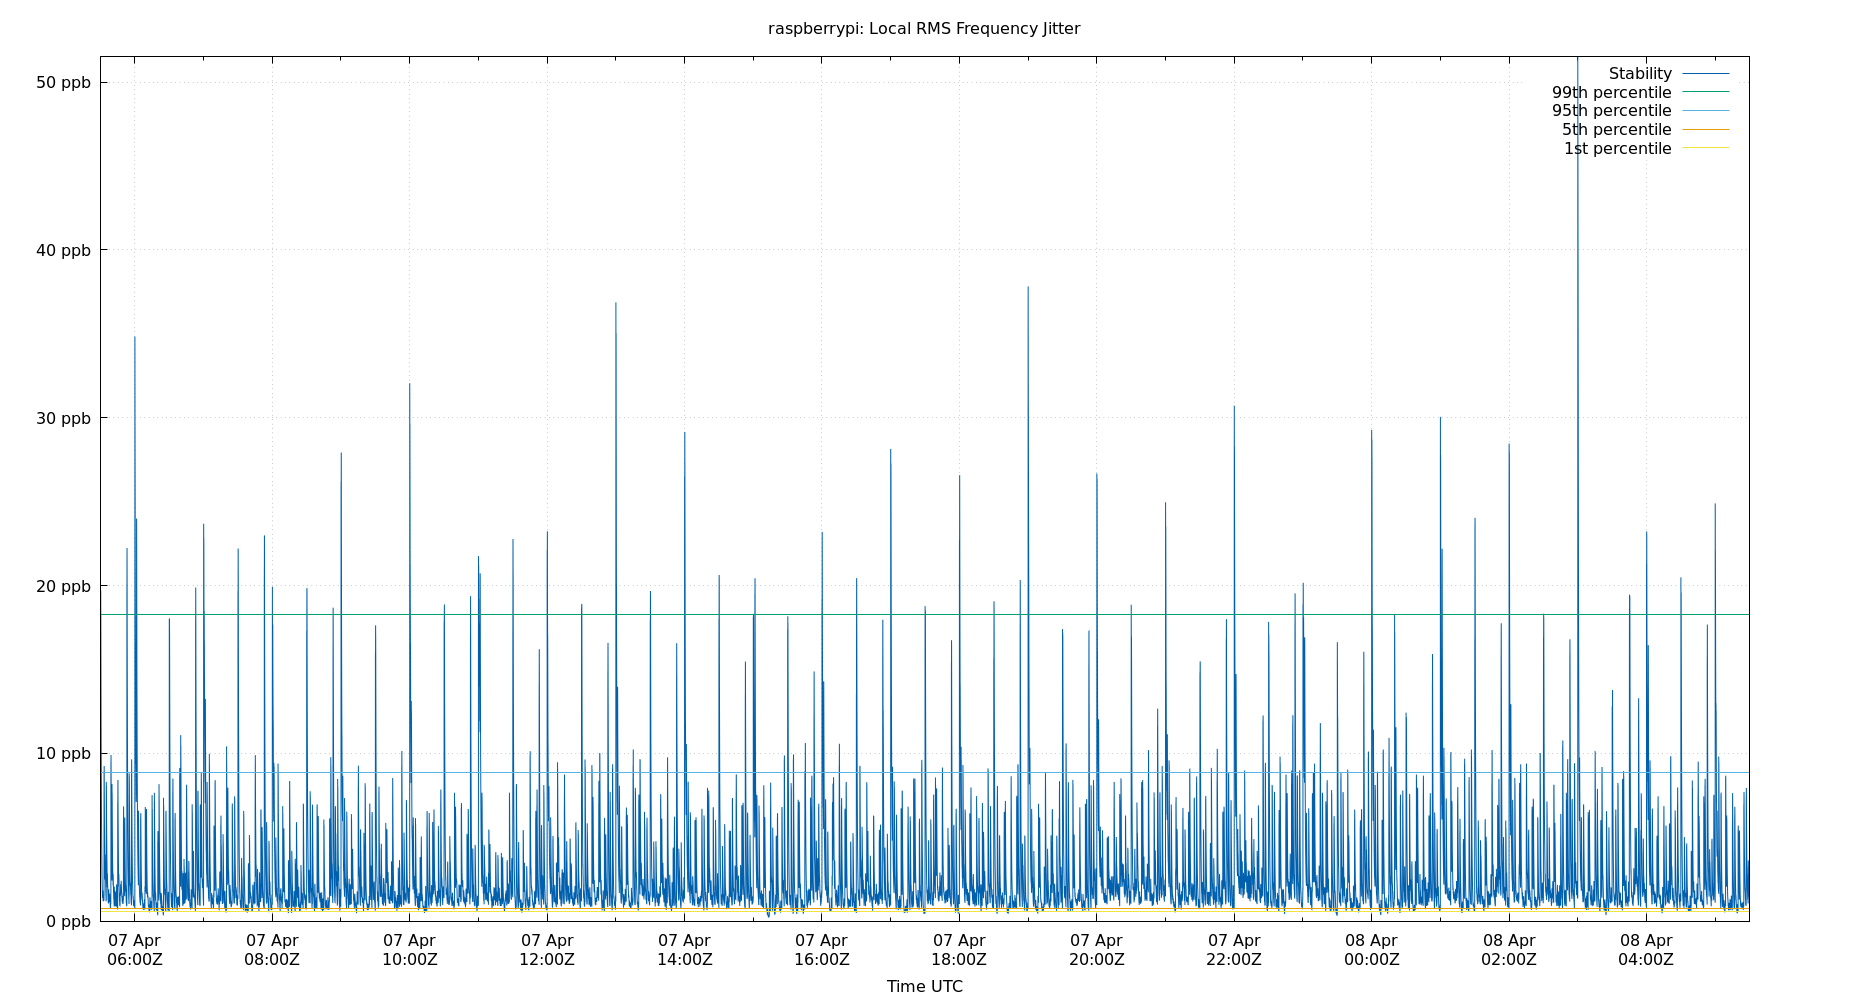 raspberrypi: Local RMS Frequency Jitter
50 ppb
40 ppb
30 ppb
20 ppb
10 ppb
0 ppb
Stability
99th percentile
95th percentile
5th percentile
1st percentile
07 Apr 07 Apr 07 Apr 07 Apr 07 Apr 07 Apr 07 Apr 07 Apr 07 Apr 08 Apr 08 Apr 08 Apr
06:00Z 08:00Z 10:00Z 12:00Z 14:00Z 16:00Z 18:00Z 20:00Z 22:00Z 00:00Z 02:00Z 04:00Z
Time UTC